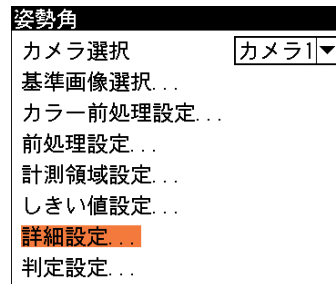 姿勢角
カメラ選択 カメラ1
基準画像選択...
カラー前処理設定...
前処理設定...
計測領域設定...
しきい値設定...
詳細設定...
判定設定...